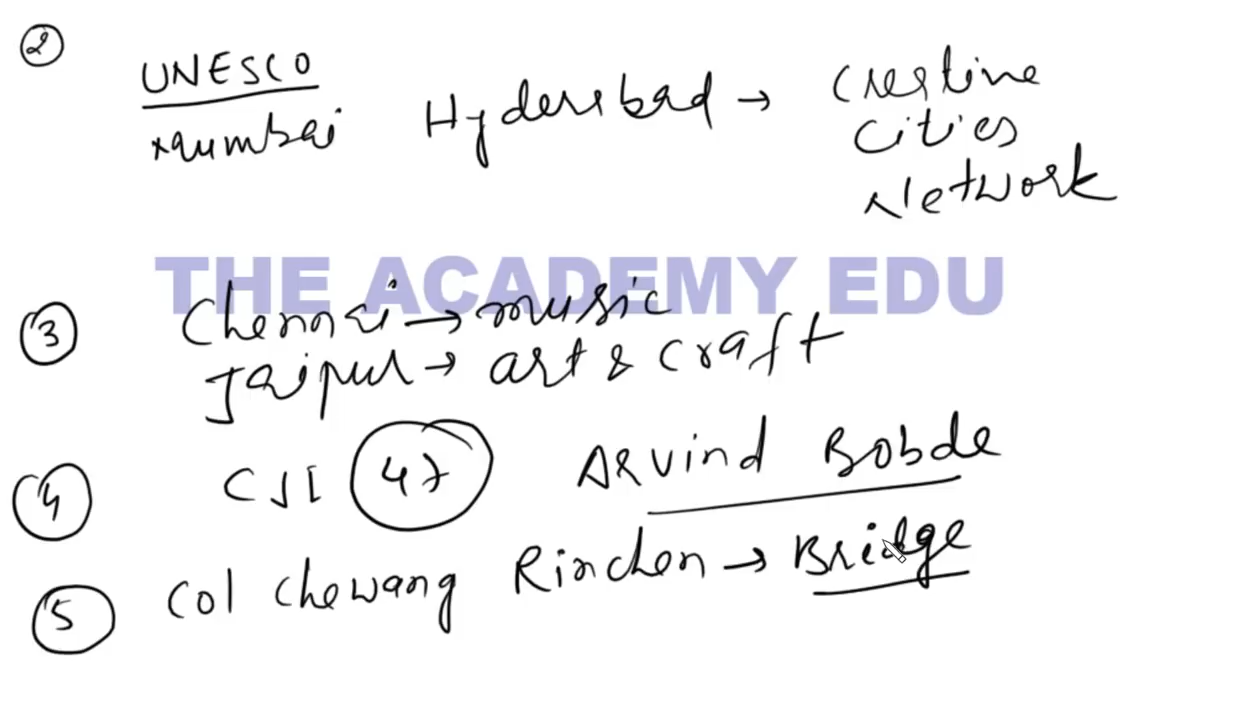 2
UNESCO
Mumbai Hyderabad → Creative
Cities
Network
THE ACADEMY EDU
3 Chennai → music
Jaipur → art & craft
4 CJI 47 Arvind Bobde
5 Col Chewang Rinchen → Bridge